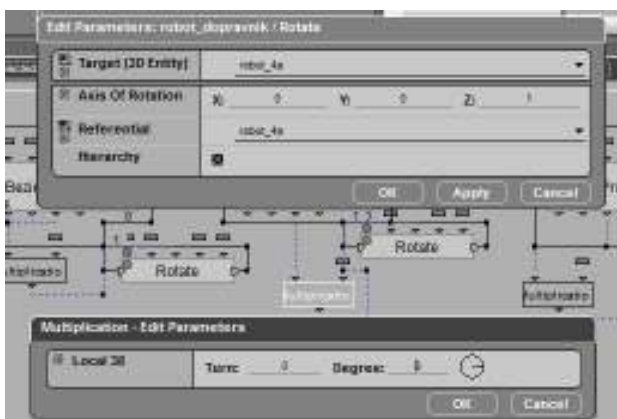 Edit Parameters: robot_dopravnik / Rotate
Target (3D Entity) robot_4a
Axis Of Rotation X: 0 Y: 0 Z: 1
Referential robot_4a
Hierarchy
OK Apply Cancel
Rotate
Rotate
Multiplication - Edit Parameters
Local 38 Turn: 0 Degree: 0
OK Cancel